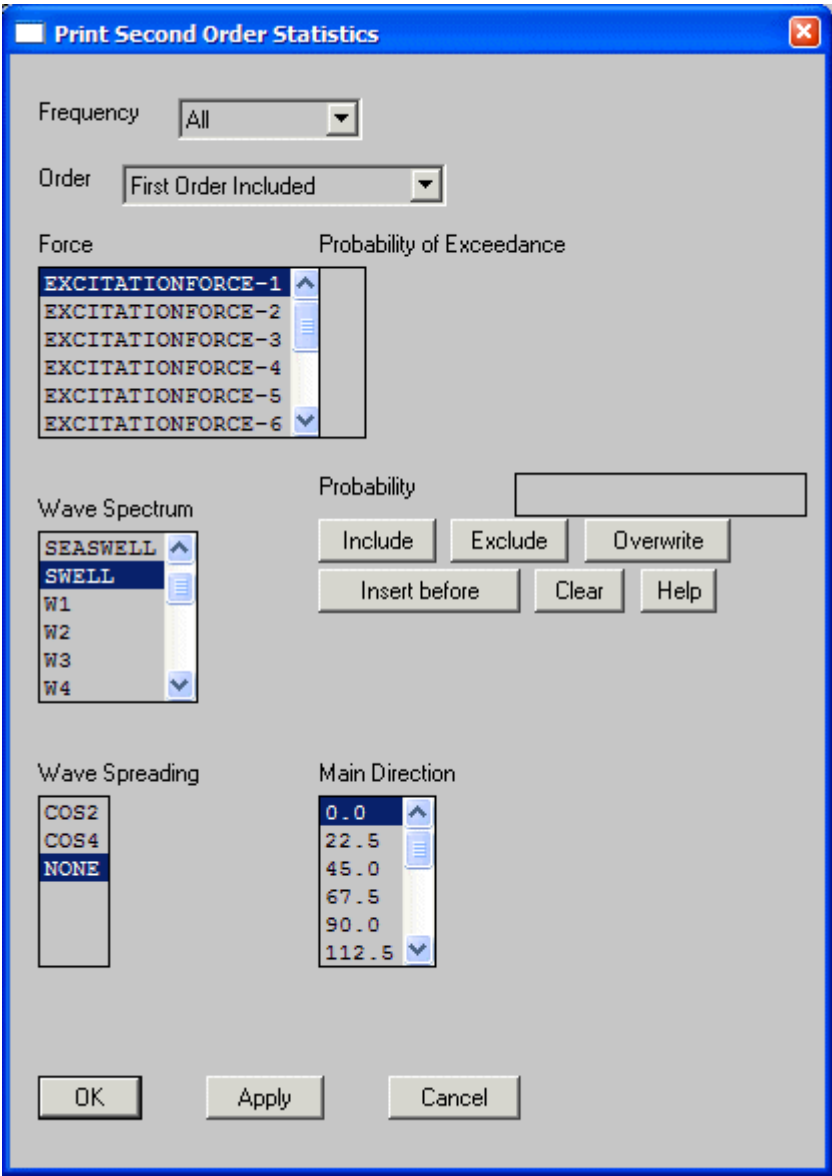 Print Second Order Statistics
Frequency All
Order First Order Included
Force Probability of Exceedance
EXCITATIONFORCE-1
EXCITATIONFORCE-2
EXCITATIONFORCE-3
EXCITATIONFORCE-4
EXCITATIONFORCE-5
EXCITATIONFORCE-6
Probability
Include Exclude Overwrite
Insert before Clear Help
Wave Spectrum
SEASWELL
SWELL
W1
W2
W3
W4
Wave Spreading
COS2
COS4
NONE
Main Direction
0.0
22.5
45.0
67.5
90.0
112.5
OK Apply Cancel